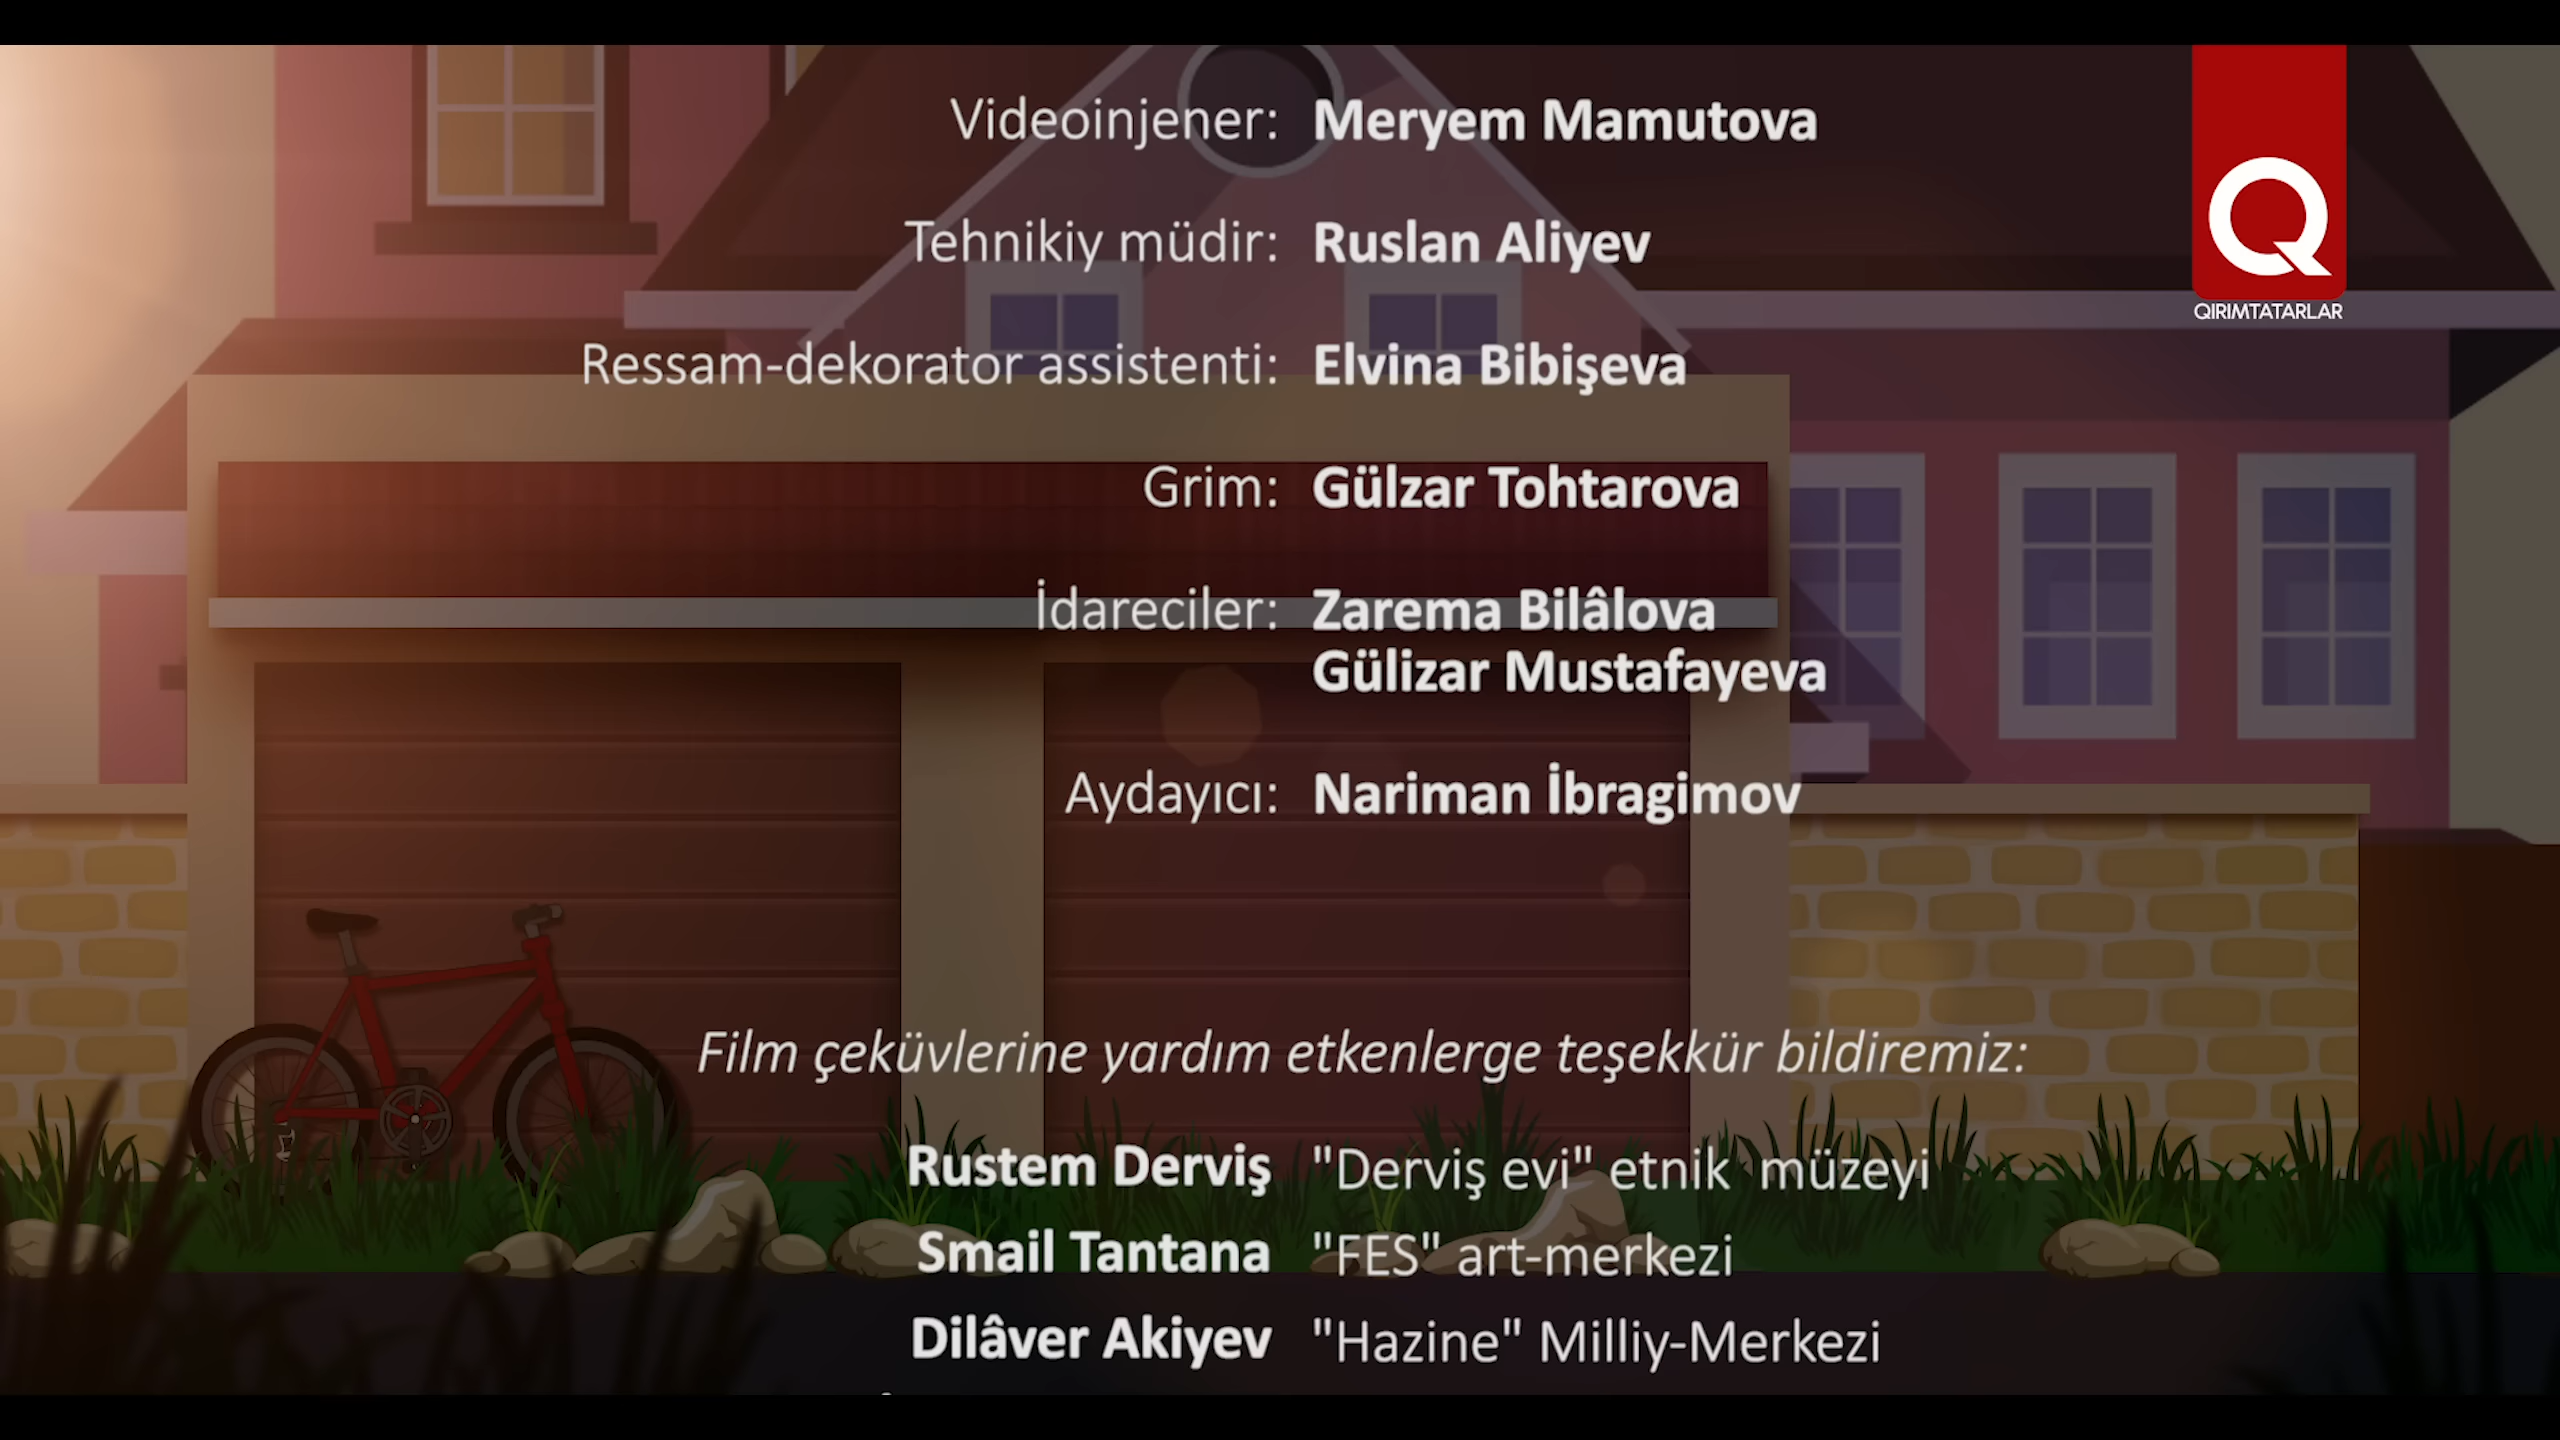 Videoinjener: Meryem Mamutova
Tehnikiy müdir: Ruslan Aliyev
Ressam-dekorator assistenti: Elvina Bibişeva
Grim: Gülzar Tohtarova
İdareciler: Zarema Bilâlova
Gülizar Mustafayeva
Aydayıcı: Nariman İbragimov
Film çeküvlerine yardım etkenlerge teşekkür bildiremiz:
Rustem Derviş "Derviş evi" etnik müzeyi
Smail Tantana "FES" art-merkezi
Dilâver Akiyev "Hazine" Milliy-Merkezi
Q
QIRIMTATARLAR